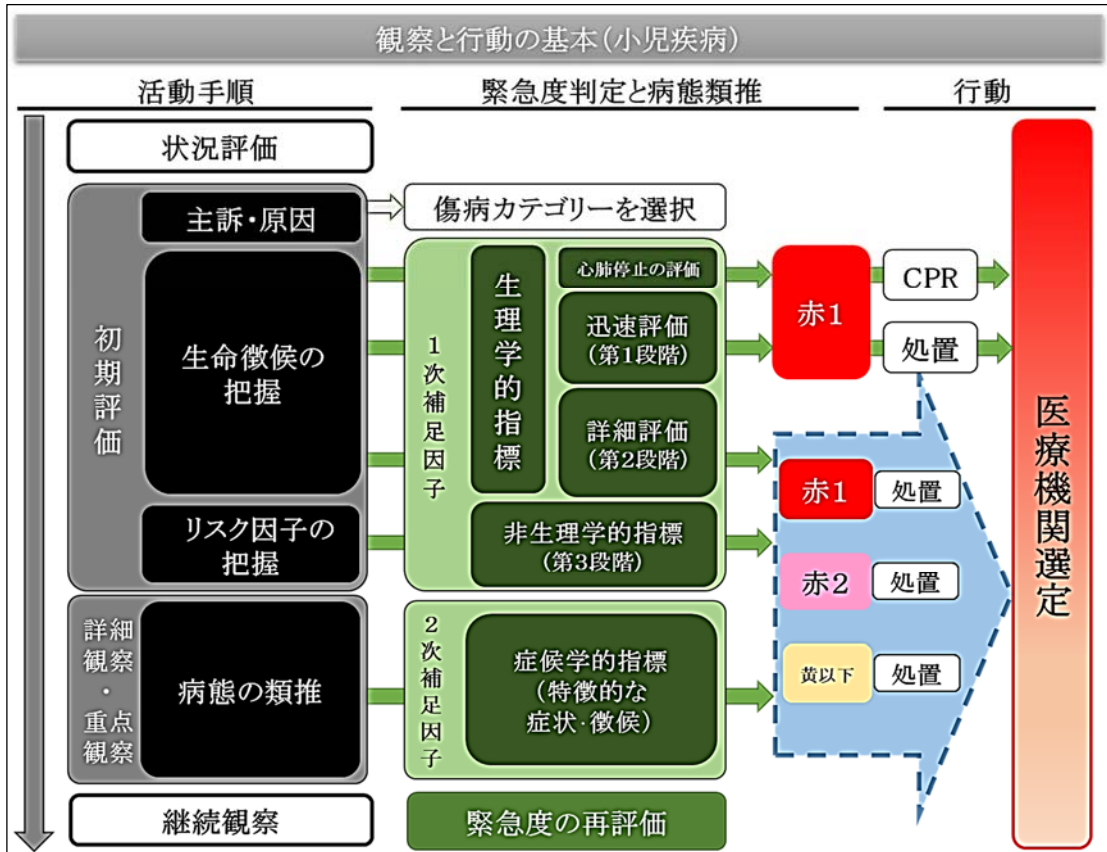 観察と行動の基本(小児疾病)
活動手順
緊急度判定と病態類推
行動
状況評価
初期評価
主訴・原因
傷病カテゴリーを選択
生命徴候の
把握
リスク因子の
把握
1次補足因子
生理学的指標
心肺停止の評価
迅速評価
(第1段階)
詳細評価
(第2段階)
非生理学的指標
(第3段階)
赤1
CPR
処置
赤1
処置
赤2
処置
黄以下
処置
医療機関選定
詳細
観察
・
重点
観察
病態の類推
2次補足因子
症候学的指標
(特徴的な
症状・徴候)
継続観察
緊急度の再評価